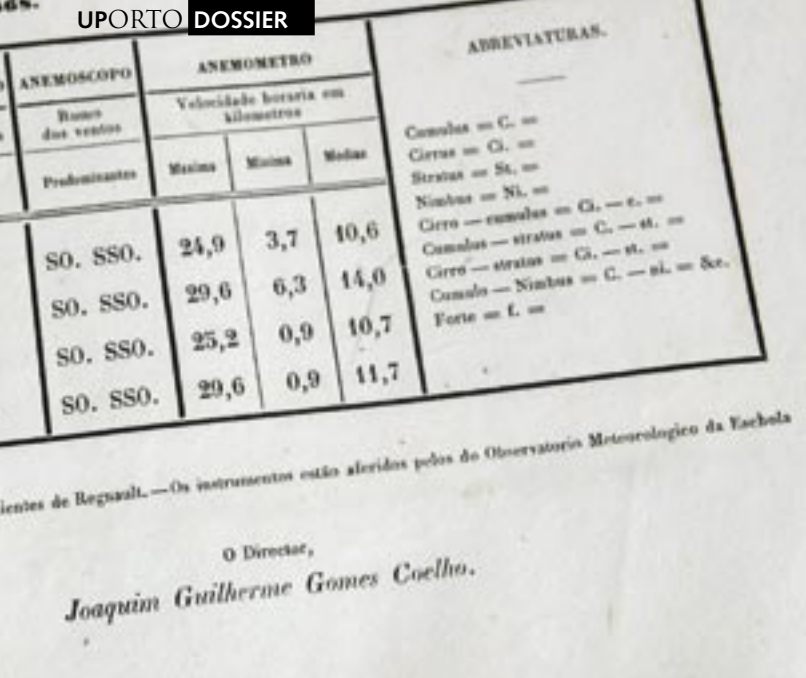 UPORTO DOSSIER
ANEMOSCOPO
ANEMOMETRO
ABREVIATURAS.
Rumo
dos ventos
Velocidade horaria em
kilometros
Predominantes
Maxima
Minima
Medias
Cumulus = C. =
Cirrus = Ci. =
Stratus = St. =
Nimbus = Ni. =
Cirro — cumulus = Ci. — c. =
Cumulus — stratus = C. — st. =
Cirro — stratus = Ci. — st. =
Cumulo — Nimbus = C. — ni. = &c.
Forte = f. =
SO. SSO. 24,9 3,7 10,6
SO. SSO. 29,6 6,3 14,0
SO. SSO. 25,2 0,9 10,7
SO. SSO. 29,6 0,9 11,7
de Regnault.—Os instrumentos estão aferidos pelos do Observatorio Meteorologico da Eschola
O Director,
Joaquim Guilherme Gomes Coelho.